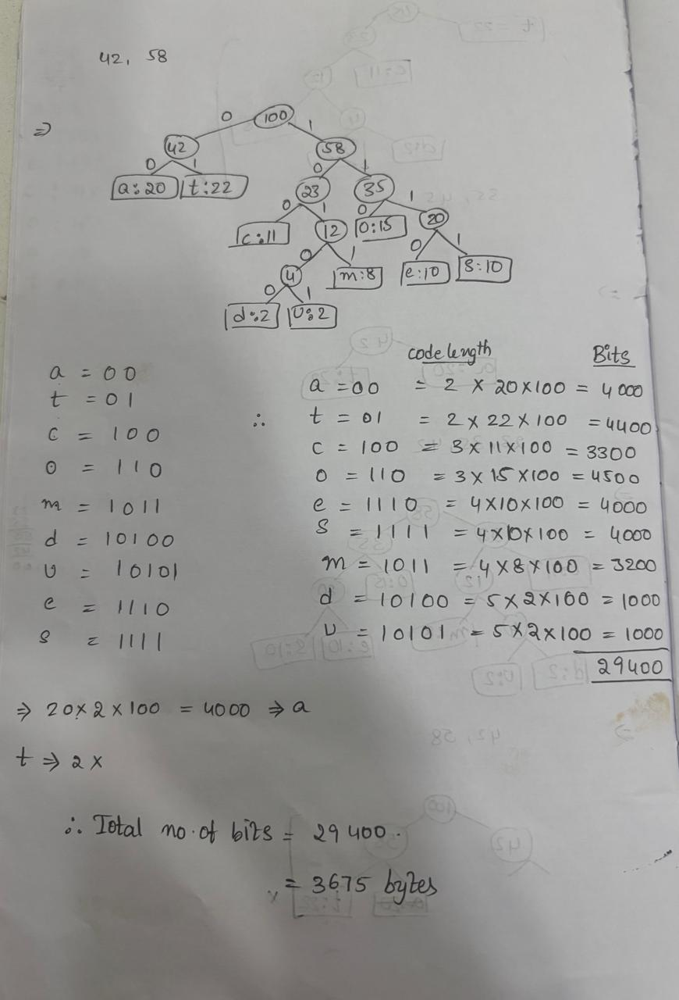 42, 58
⇒
0 100 1
42 58
0 1 0 1
a:20 t:22 23 35
0 1 0 1
c:11 12 o:15 20
0 1 0 1
4 m:8 e:10 s:10
0 1
d:2 u:2
code length Bits
a = 00
t = 01
c = 100
o = 110
m = 1011
d = 10100
u = 10101
e = 1110
s = 1111
∴
a = 00 = 2 × 20 × 100 = 4000
t = 01 = 2 × 22 × 100 = 4400
c = 100 = 3 × 11 × 100 = 3300
o = 110 = 3 × 15 × 100 = 4500
e = 1110 = 4 × 10 × 100 = 4000
s = 1111 = 4 × 10 × 100 = 4000
m = 1011 = 4 × 8 × 100 = 3200
d = 10100 = 5 × 2 × 100 = 1000
u = 10101 = 5 × 2 × 100 = 1000
29400
⇒ 20 × 2 × 100 = 4000 ⇒ a
t ⇒ 2 ×
∴ Total no. of bits = 29400.
= 3675 bytes